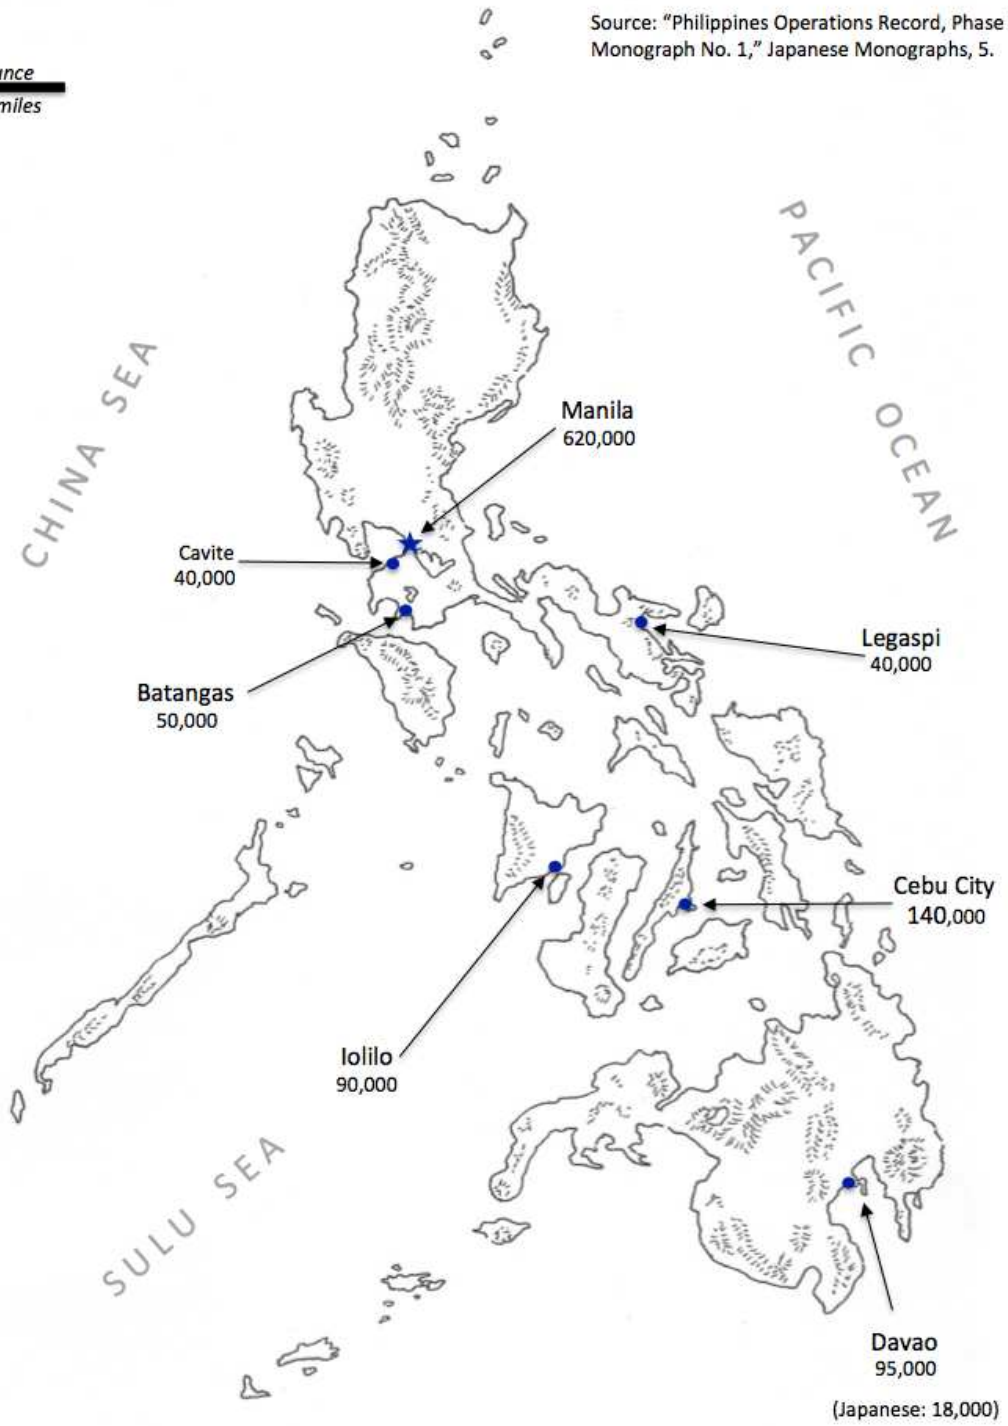 Source: “Philippines Operations Record, Phase
Monograph No. 1,” Japanese Monographs, 5.
miles
PACIFIC OCEAN
CHINA SEA
Manila
620,000
Cavite
40,000
Legaspi
40,000
Batangas
50,000
Cebu City
140,000
Iolilo
90,000
SULU SEA
Davao
95,000
(Japanese: 18,000)